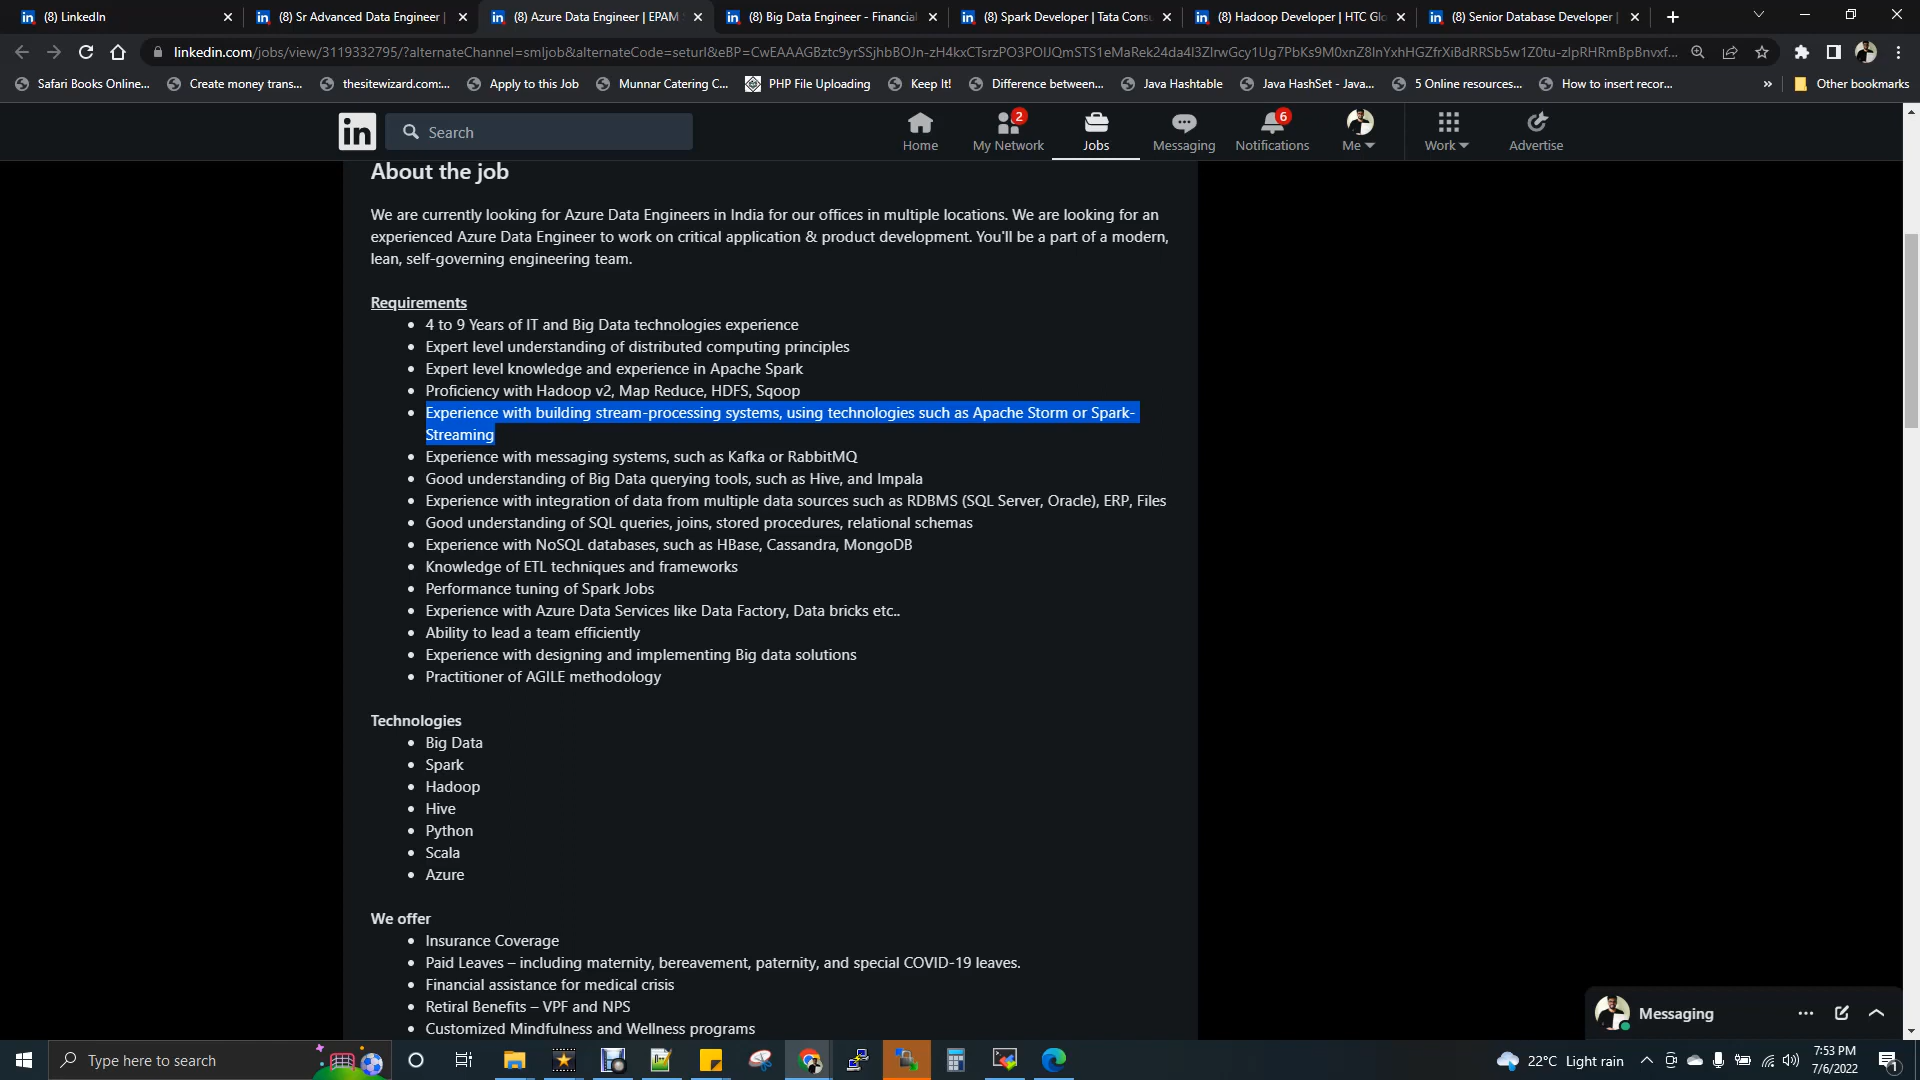 (8) LinkedIn
(8) Sr Advanced Data Engineer |
(8) Azure Data Engineer | EPAM
(8) Big Data Engineer - Financial
(8) Spark Developer | Tata Consu
(8) Hadoop Developer | HTC Glo
(8) Senior Database Developer |
Safari Books Online...
Create money trans...
thesitewizard.com:...
Apply to this Job
Munnar Catering C...
PHP File Uploading
Keep It!
Difference between...
Java Hashtable
Java HashSet - Java...
5 Online resources...
How to insert recor...
»
Other bookmarks
in
Search
Home
2
My Network
Jobs
Messaging
6
Notifications
Me
Work
Advertise
About the job
We are currently looking for Azure Data Engineers in India for our offices in multiple locations. We are looking for an
experienced Azure Data Engineer to work on critical application & product development. You'll be a part of a modern,
lean, self-governing engineering team.
Requirements
• 4 to 9 Years of IT and Big Data technologies experience
• Expert level understanding of distributed computing principles
• Expert level knowledge and experience in Apache Spark
• Proficiency with Hadoop v2, Map Reduce, HDFS, Sqoop
• Experience with building stream-processing systems, using technologies such as Apache Storm or Spark-
Streaming
• Experience with messaging systems, such as Kafka or RabbitMQ
• Good understanding of Big Data querying tools, such as Hive, and Impala
• Experience with integration of data from multiple data sources such as RDBMS (SQL Server, Oracle), ERP, Files
• Good understanding of SQL queries, joins, stored procedures, relational schemas
• Experience with NoSQL databases, such as HBase, Cassandra, MongoDB
• Knowledge of ETL techniques and frameworks
• Performance tuning of Spark Jobs
• Experience with Azure Data Services like Data Factory, Data bricks etc..
• Ability to lead a team efficiently
• Experience with designing and implementing Big data solutions
• Practitioner of AGILE methodology
Technologies
• Big Data
• Spark
• Hadoop
• Hive
• Python
• Scala
• Azure
We offer
• Insurance Coverage
• Paid Leaves – including maternity, bereavement, paternity, and special COVID-19 leaves.
• Financial assistance for medical crisis
• Retiral Benefits – VPF and NPS
• Customized Mindfulness and Wellness programs
Messaging
Type here to search
22°C Light rain
7:53 PM
7/6/2022
1